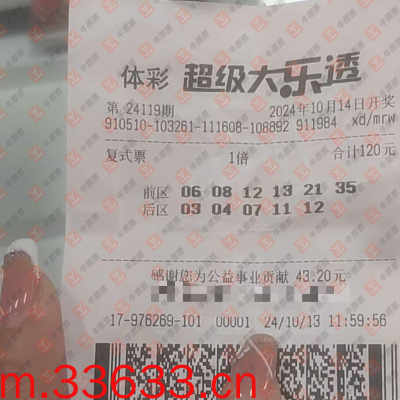 体彩 超级大乐透
第 24119期 2024年10月14日开奖
910510-103261-111608-108892 911984 xd/mrw
复式票 1倍 合计120元
前区 06 08 12 13 21 35
后区 03 04 07 11 12
感谢您为公益事业贡献 43.20元
17-976269-101 00001 24/10/13 11:59:56
m.33633.cn